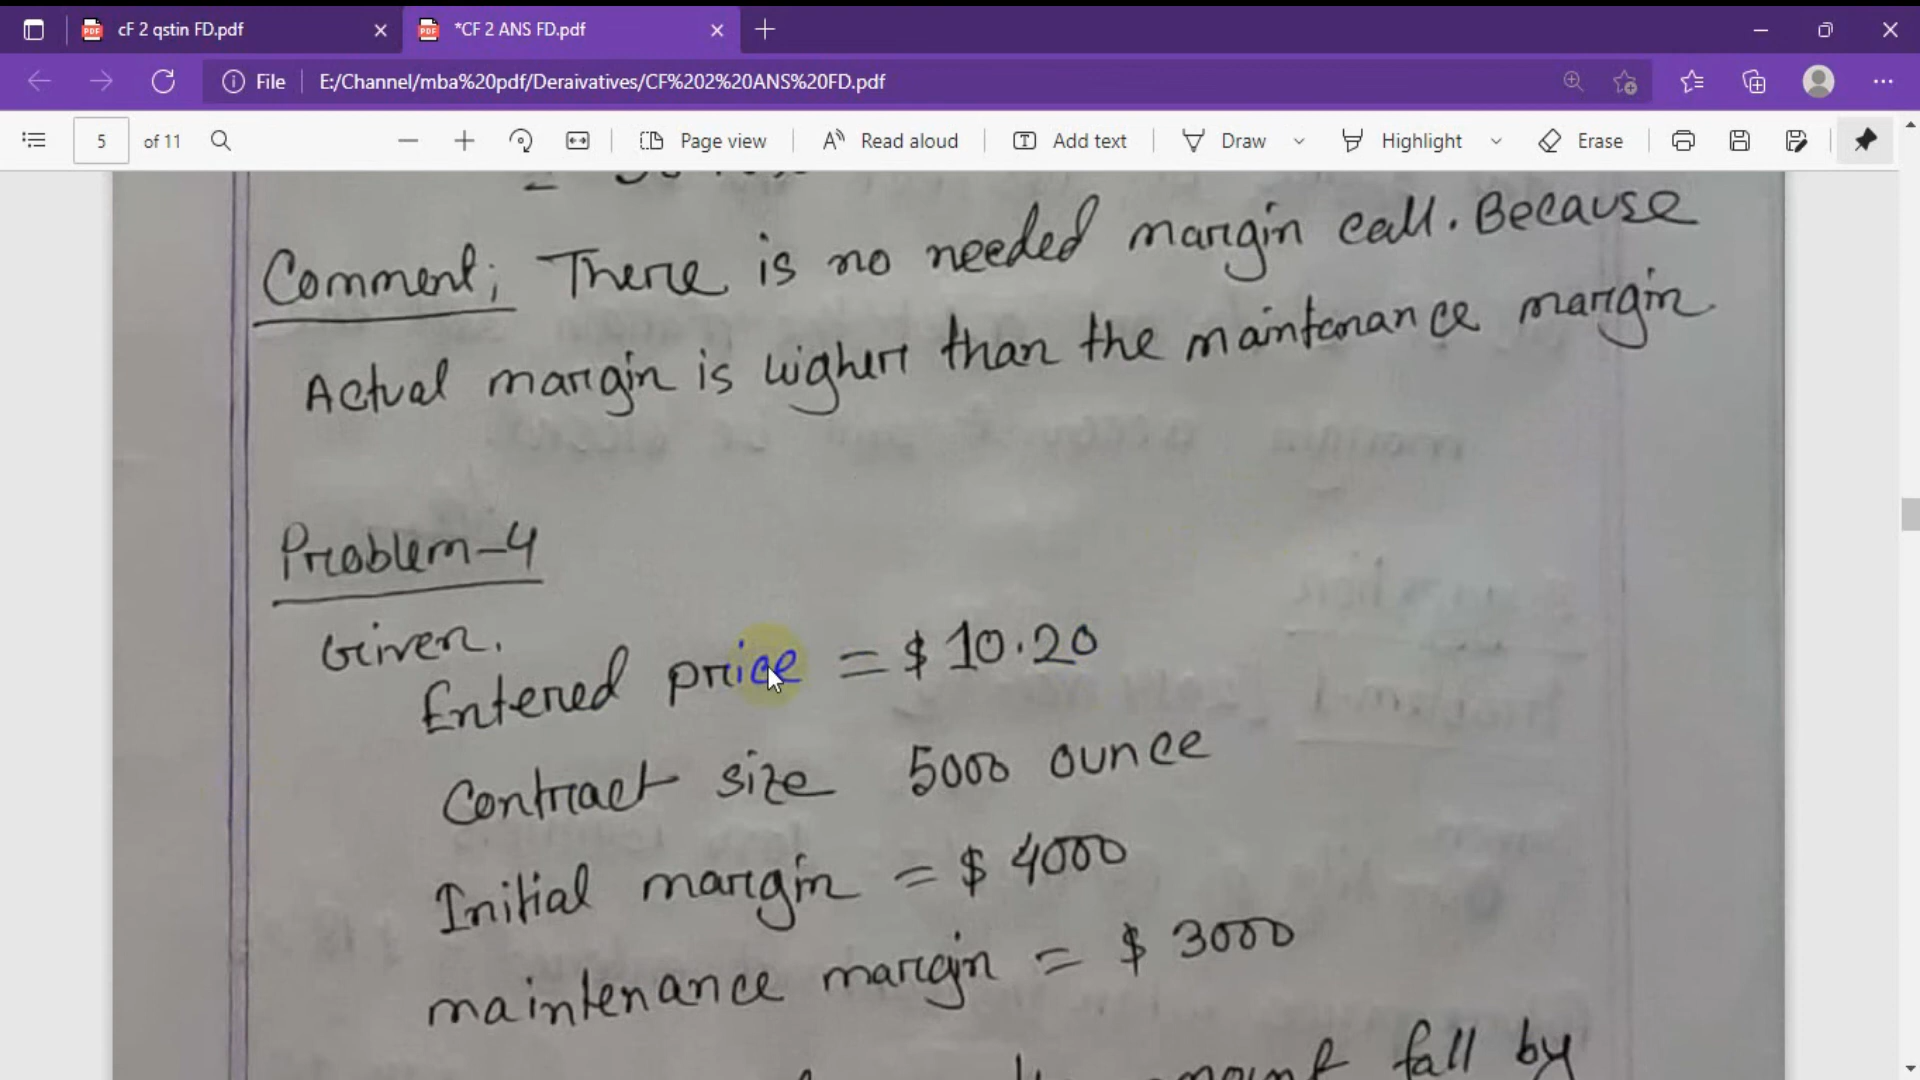 cF 2 qstin FD.pdf
*CF 2 ANS FD.pdf
File
E:/Channel/mba%20pdf/Deraivatives/CF%202%20ANS%20FD.pdf
5 of 11
Page view
Read aloud
Add text
Draw
Highlight
Erase
Comment; There is no needed margin call. Because
Actual margin is higher than the maintenance margin
Problem-4
Given,
Entered price = $ 10.20
Contract size 5000 ounce
Initial margin = $ 4000
maintenance margin = $ 3000
amount fall by